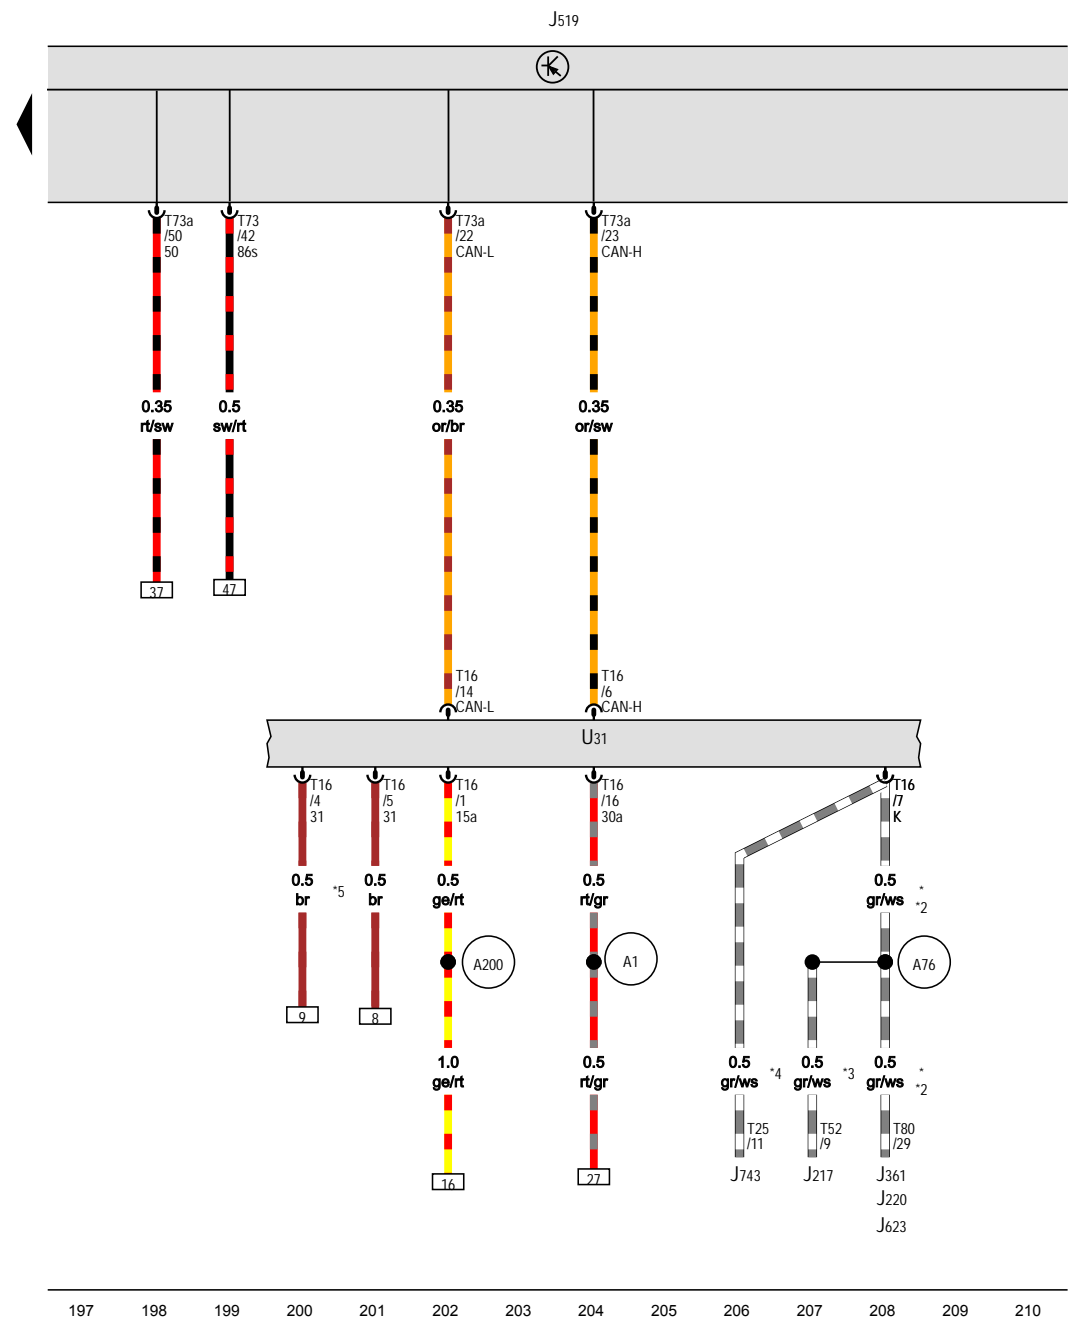 J519
T73a
/50
50
T73
/42
86s
T73a
/22
CAN-L
T73a
/23
CAN-H
0.35
rt/sw
0.5
sw/rt
0.35
or/br
0.35
or/sw
37
47
T16
/14
CAN-L
T16
/6
CAN-H
U31
T16
/4
31
T16
/5
31
T16
/1
15a
T16
/16
30a
T16
/7
K
0.5
br
*5
0.5
br
0.5
ge/rt
0.5
rt/gr
0.5
gr/ws
*
*2
A200
A1
A76
9
8
1.0
ge/rt
0.5
rt/gr
0.5
gr/ws
*4
0.5
gr/ws
*3
0.5
gr/ws
*
*2
T25
/11
T52
/9
T80
/29
16
27
J743
J217
J361
J220
J623
197 198 199 200 201 202 203 204 205 206 207 208 209 210